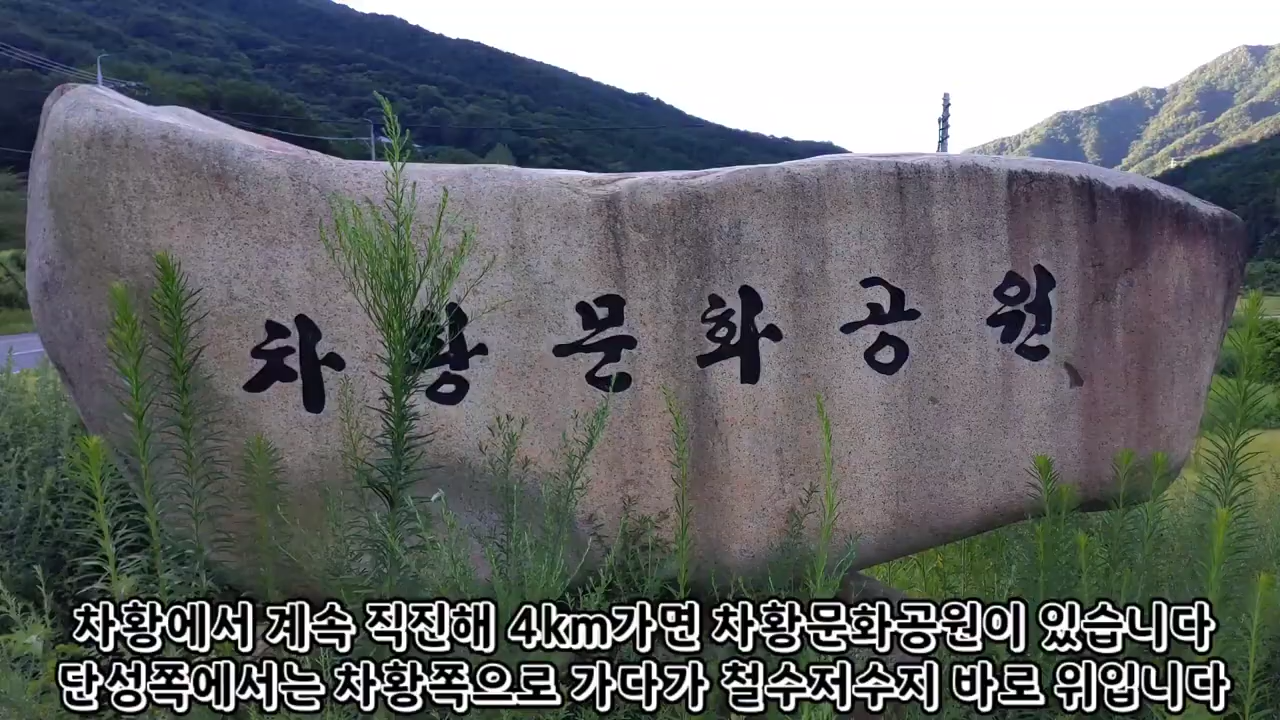 차황문화공원
차황에서 계속 직진해 4km가면 차황문화공원이 있습니다
단성쪽에서는 차황쪽으로 가다가 철수저수지 바로 위입니다